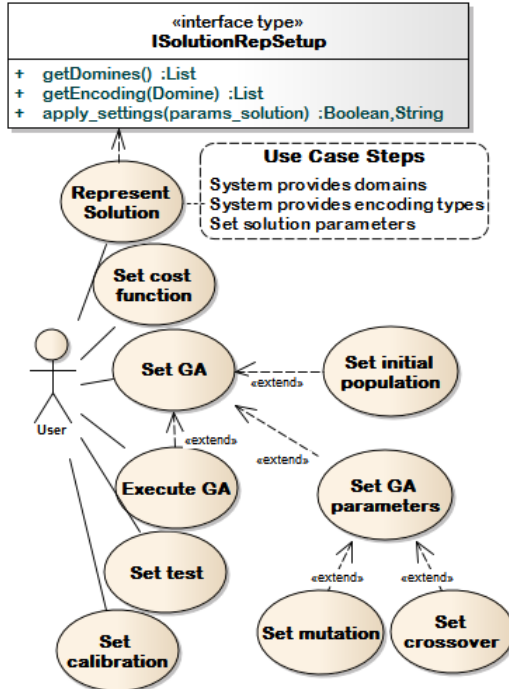 «interface type»
ISolutionRepSetup
+ getDomines() :List
+ getEncoding(Domine) :List
+ apply_settings(params_solution) :Boolean,String
Use Case Steps
System provides domains
System provides encoding types
Set solution parameters
Represent
Solution
Set cost
function
Set GA
«extend»
Set initial
population
User
«extend»
«extend»
Execute GA
Set GA
parameters
Set test
«extend»
«extend»
Set
calibration
Set mutation
Set
crossover